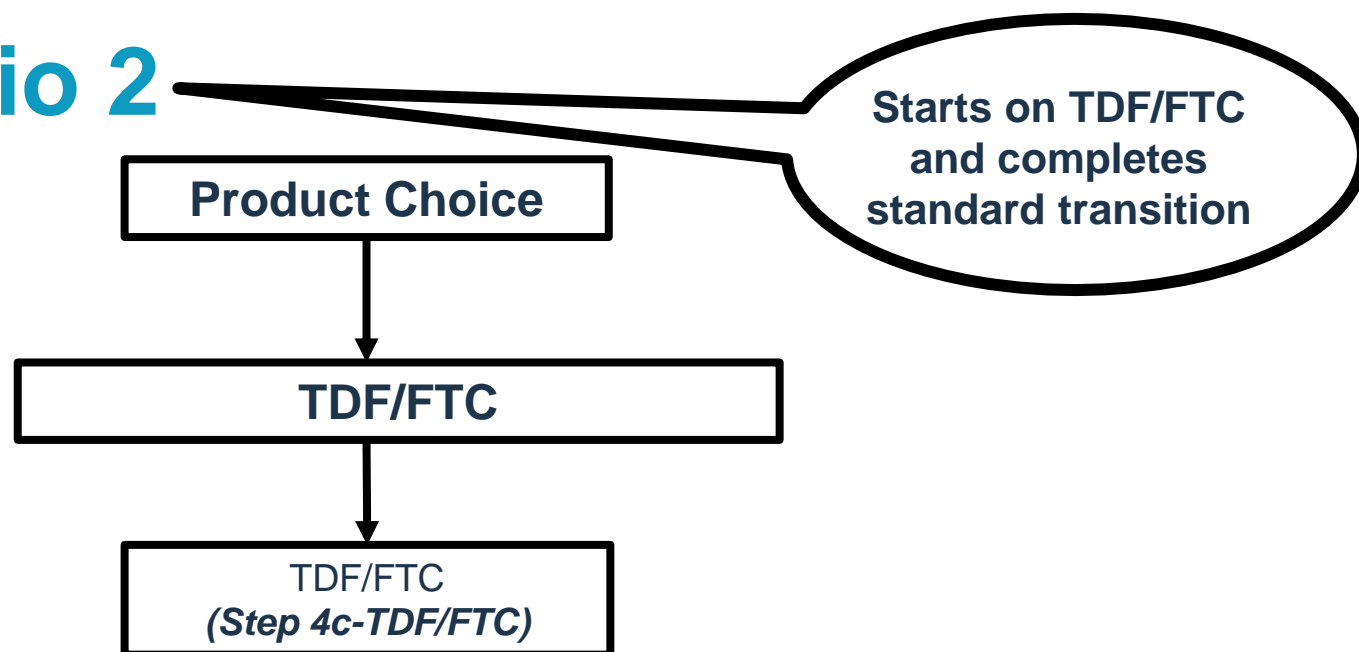 io 2
Starts on TDF/FTC
and completes
standard transition
Product Choice
TDF/FTC
TDF/FTC
(Step 4c-TDF/FTC)